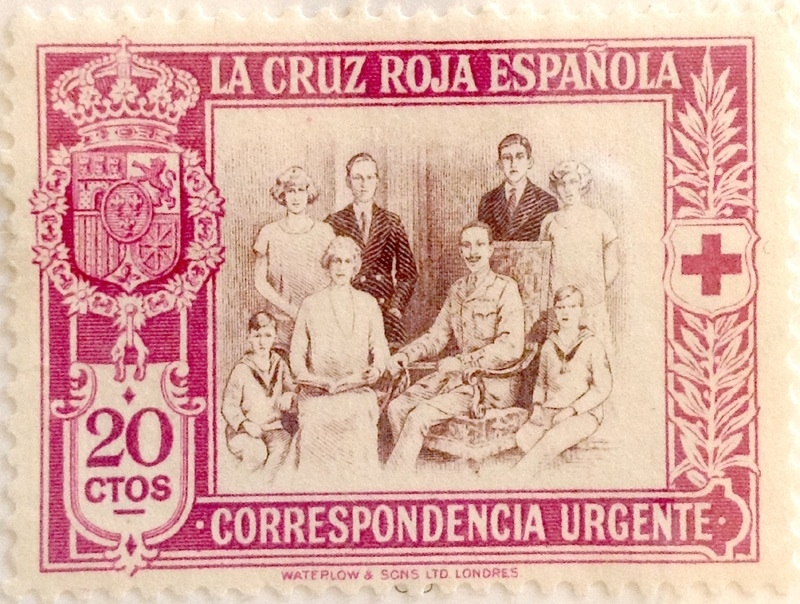 LA CRUZ ROJA ESPAÑOLA
20
CTOS
·CORRESPONDENCIA URGENTE·
WATERLOW & SONS LTD. LONDRES.